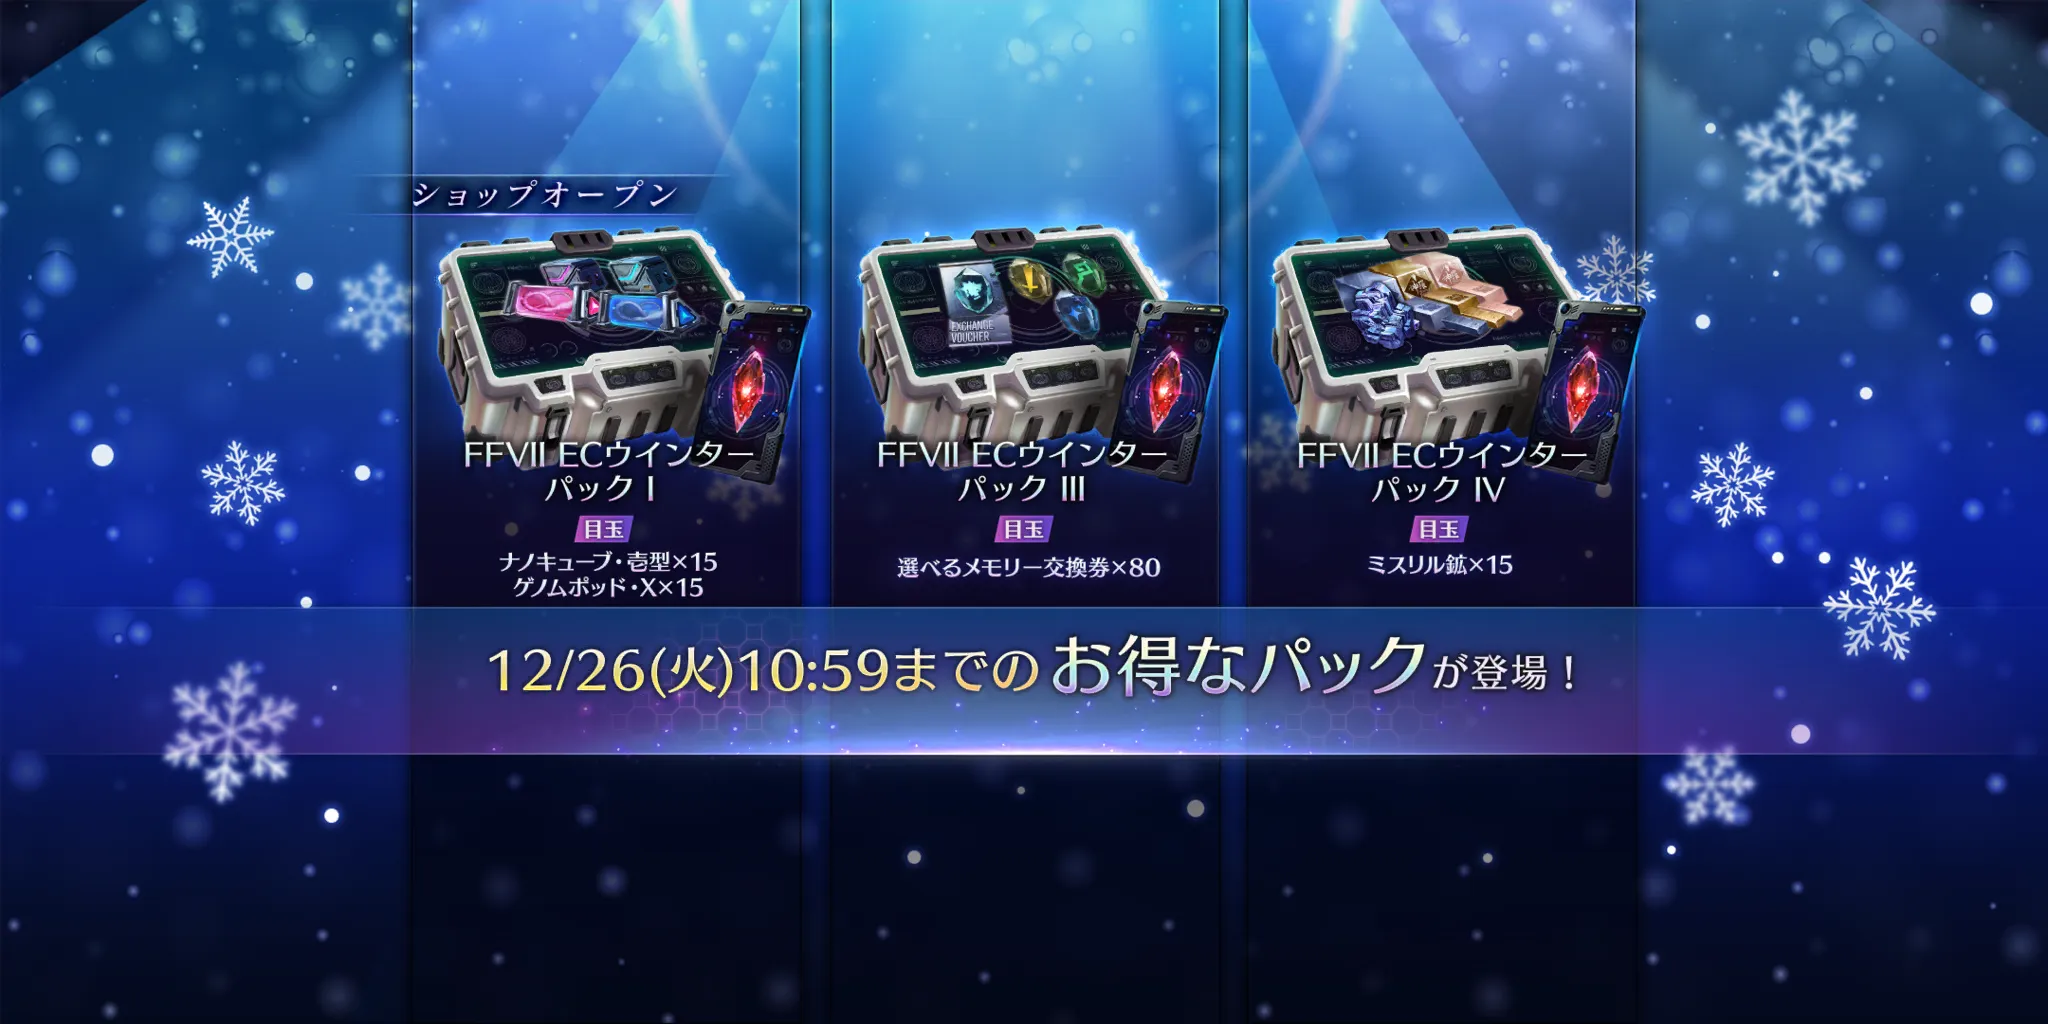 ショップオープン
EXCHANGE
VOUCHER
FFVII ECウインター
パック I
目玉
ナノキューブ・壱型×15
ゲノムポッド・X×15
FFVII ECウインター
パック III
目玉
選べるメモリー交換券×80
FFVII ECウインター
パック IV
目玉
ミスリル鉱×15
12/26(火)10:59までのお得なパックが登場！